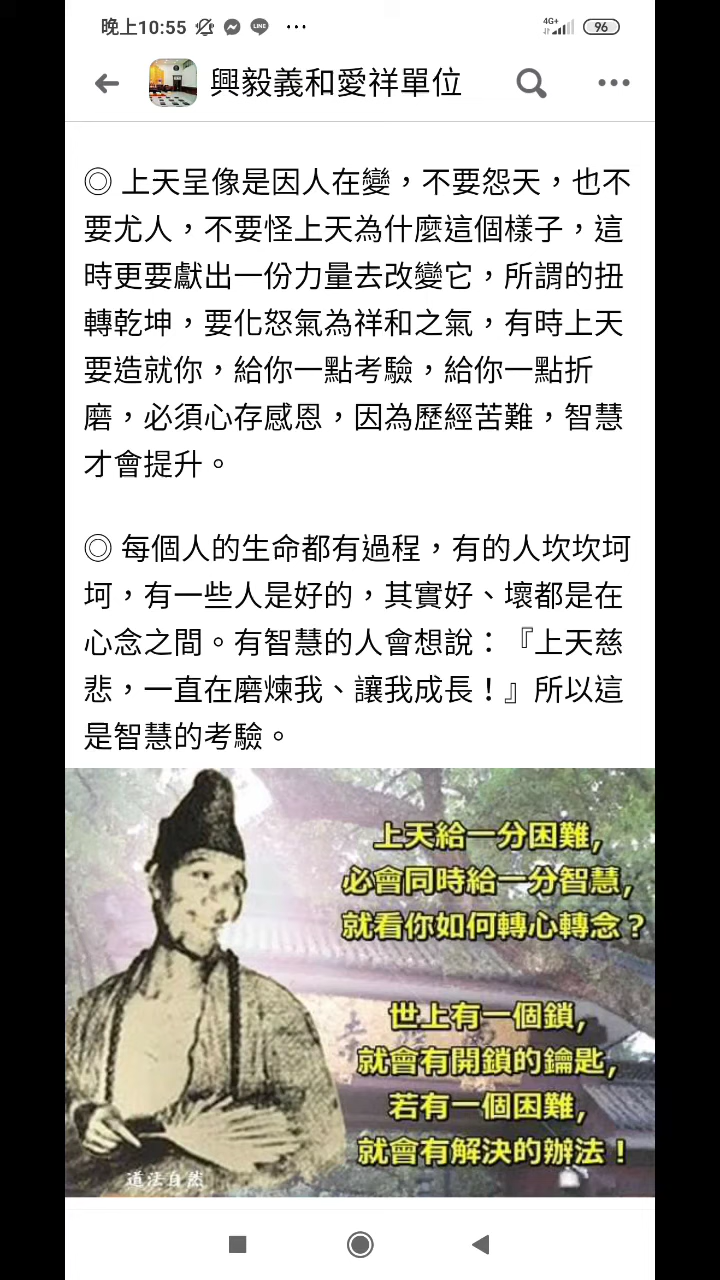 晚上10:55 LINE ... 4G+ 96
興毅義和愛祥單位
◎ 上天呈像是因人在變，不要怨天，也不
要尤人，不要怪上天為什麼這個樣子，這
時更要獻出一份力量去改變它，所謂的扭
轉乾坤，要化怒氣為祥和之氣，有時上天
要造就你，給你一點考驗，給你一點折
磨，必須心存感恩，因為歷經苦難，智慧
才會提升。
◎ 每個人的生命都有過程，有的人坎坎坷
坷，有一些人是好的，其實好、壞都是在
心念之間。有智慧的人會想說：『上天慈
悲，一直在磨煉我、讓我成長！』所以這
是智慧的考驗。
上天給一分困難，
必會同時給一分智慧，
就看你如何轉心轉念？
世上有一個鎖，
就會有開鎖的鑰匙，
若有一個困難，
就會有解決的辦法！
道法自然